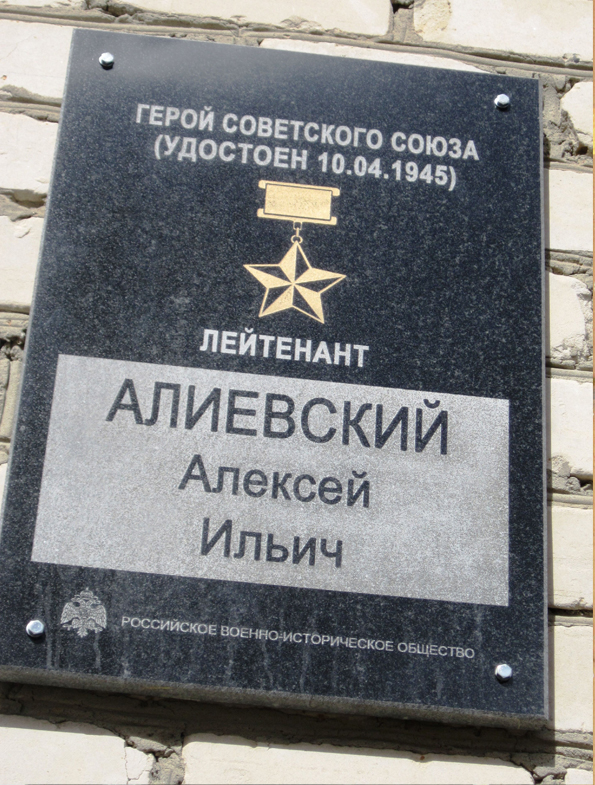 ГЕРОЙ СОВЕТСКОГО СОЮЗА
(УДОСТОЕН 10.04.1945)
ЛЕЙТЕНАНТ
АЛИЕВСКИЙ
Алексей
Ильич
РОССИЙСКОЕ ВОЕННО-ИСТОРИЧЕСКОЕ ОБЩЕСТВО